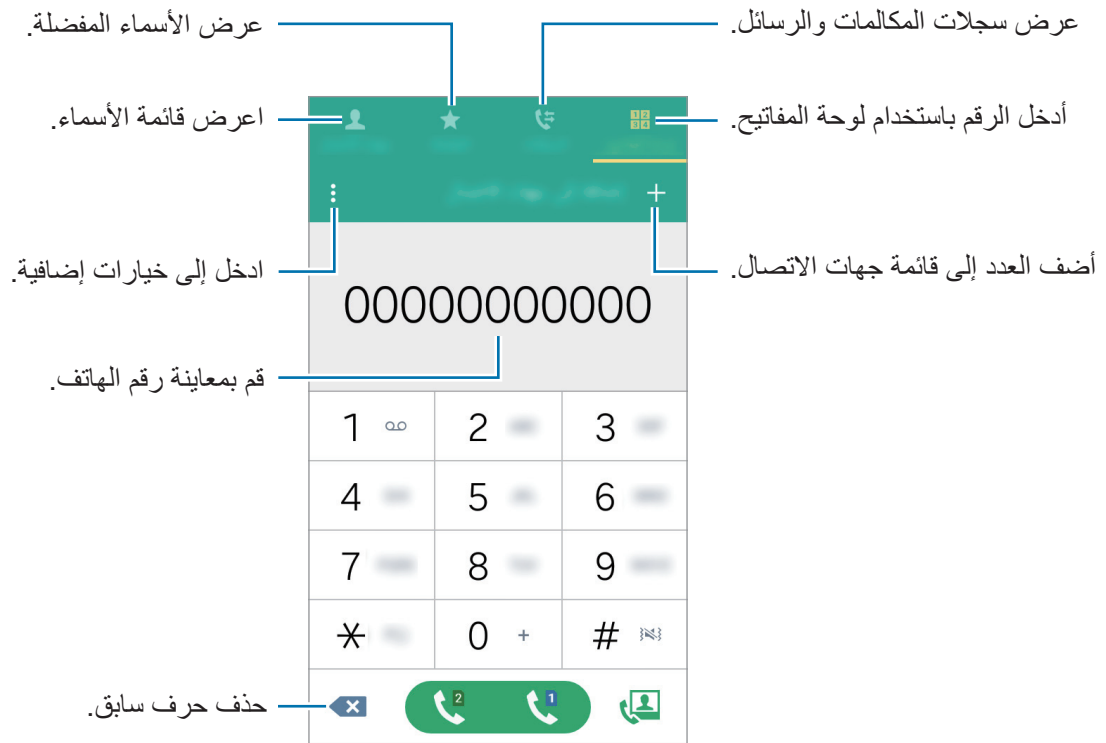 عرض سجلات المكالمات والرسائل.
عرض الأسماء المفضلة.
أدخل الرقم باستخدام لوحة المفاتيح.
اعرض قائمة الأسماء.
أضف العدد إلى قائمة جهات الاتصال.
ادخل إلى خيارات إضافية.
00000000000
قم بمعاينة رقم الهاتف.
1 2 3
4 5 6
7 8 9
* 0 + #
2 1
حذف حرف سابق.